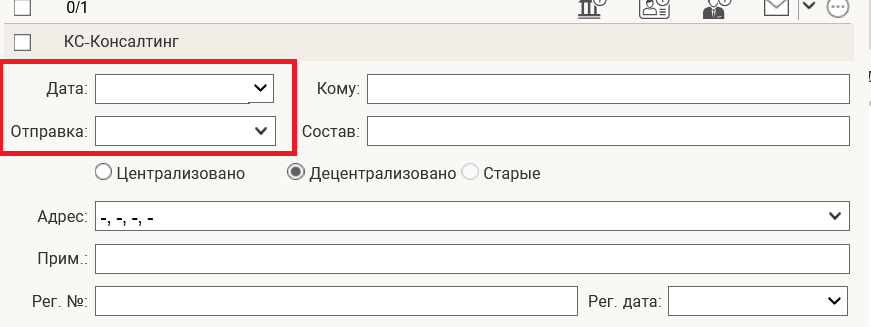 0/1
КС-Консалтинг
Дата: Кому:
Отправка: Состав:
Централизовано Децентрализовано Старые
Адрес: -, -, -, -
Прим.:
Рег. №: Рег. дата: